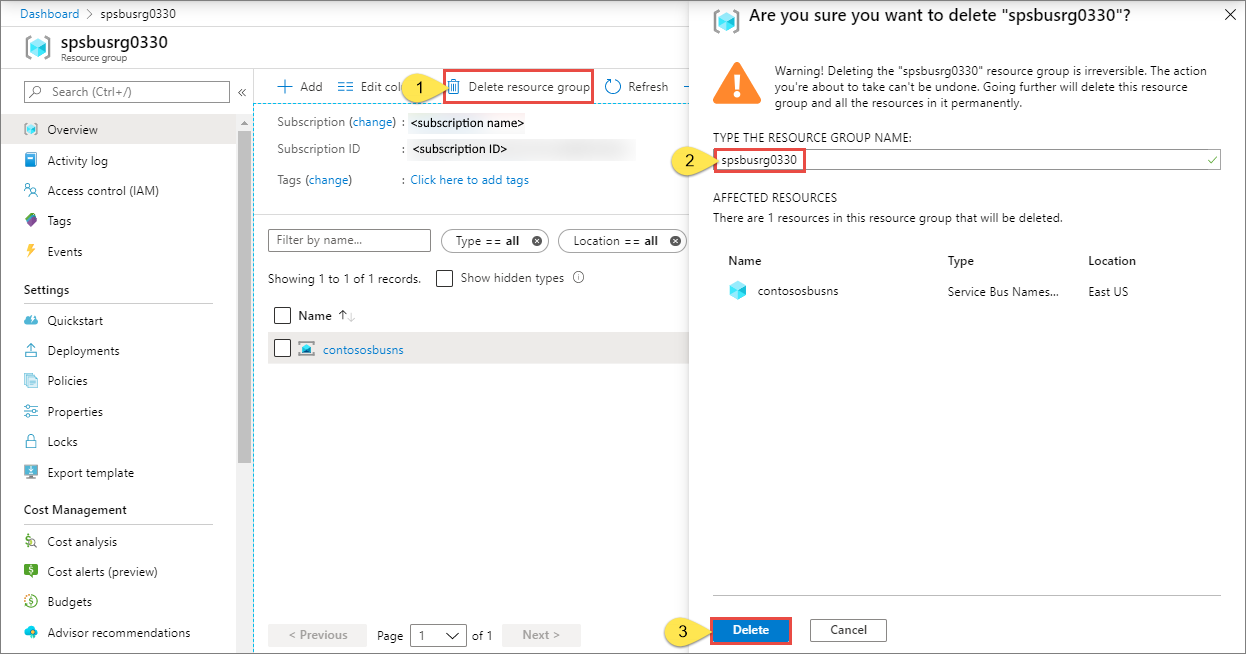 Dashboard > spsbusrg0330
spsbusrg0330
Resource group
Search (Ctrl+/)
«
Overview
Activity log
Access control (IAM)
Tags
Events
Settings
Quickstart
Deployments
Policies
Properties
Locks
Export template
Cost Management
Cost analysis
Cost alerts (preview)
Budgets
Advisor recommendations
Add
Edit col
1
Delete resource group
Refresh
Subscription (change) : <subscription name>
Subscription ID : <subscription ID>
Tags (change) : Click here to add tags
Filter by name...
Type == all
Location == all
Showing 1 to 1 of 1 records.
Show hidden types
Name ↑↓
contososbusns
< Previous
Page 1 of 1
Next >
Are you sure you want to delete "spsbusrg0330"?
Warning! Deleting the "spsbusrg0330" resource group is irreversible. The action
you're about to take can't be undone. Going further will delete this resource
group and all the resources in it permanently.
TYPE THE RESOURCE GROUP NAME:
2
spsbusrg0330
AFFECTED RESOURCES
There are 1 resources in this resource group that will be deleted.
Name Type Location
contososbusns Service Bus Names... East US
3
Delete
Cancel